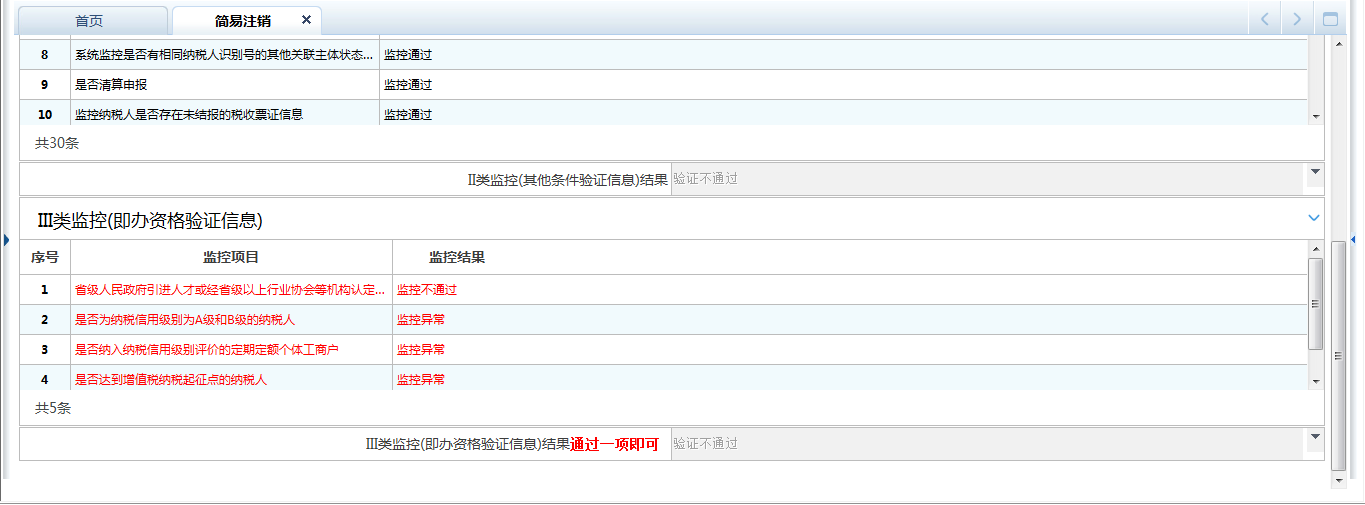 首页 简易注销
8 系统监控是否有相同纳税人识别号的其他关联主体状态... 监控通过
9 是否清算申报 监控通过
10 监控纳税人是否存在未结报的税收票证信息 监控通过
共30条
II类监控(其他条件验证信息)结果 验证不通过
III类监控(即办资格验证信息)
序号 监控项目 监控结果
1 省级人民政府引进人才或经省级以上行业协会等机构认定... 监控不通过
2 是否为纳税信用级别为A级和B级的纳税人 监控异常
3 是否纳入纳税信用级别评价的定期定额个体工商户 监控异常
4 是否达到增值税纳税起征点的纳税人 监控异常
共5条
III类监控(即办资格验证信息)结果通过一项即可 验证不通过